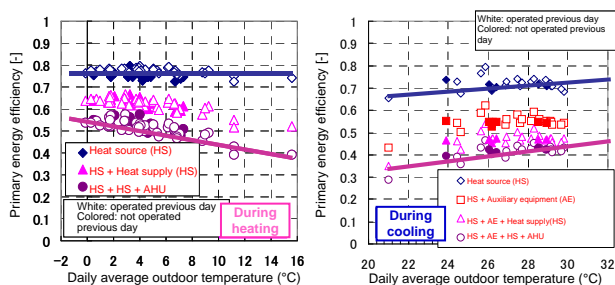 Primary energy efficiency [-]
1
0.9
0.8
0.7
0.6
0.5
0.4
0.3
0.2
0.1
0
Heat source (HS)
HS + Heat supply (HS)
HS + HS + AHU
White: operated previous day
Colored: not operated
previous day
During
heating
−2 0 2 4 6 8 10 12 14 16
Daily average outdoor temperature (°C)
Primary energy efficiency [-]
White: operated previous day
Colored: not operated previous
day
1
0.9
0.8
0.7
0.6
0.5
0.4
0.3
0.2
0.1
0
During
cooling
Heat source (HS)
HS + Auxiliary equipment (AE)
HS + AE + Heat supply(HS)
HS + AE + HS + AHU
20 22 24 26 28 30 32
Daily average outdoor temperature (°C)